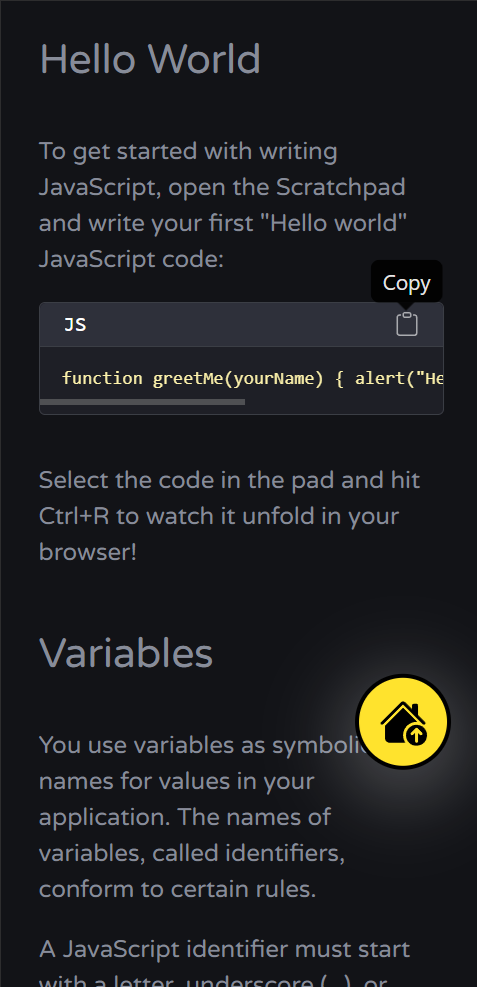 Hello World
To get started with writing
JavaScript, open the Scratchpad
and write your first "Hello world"
JavaScript code:
Copy
JS
function greetMe(yourName) { alert("He
Select the code in the pad and hit
Ctrl+R to watch it unfold in your
browser!
Variables
You use variables as symbolic
names for values in your
application. The names of
variables, called identifiers,
conform to certain rules.
A JavaScript identifier must start
with a letter, underscore (_), or